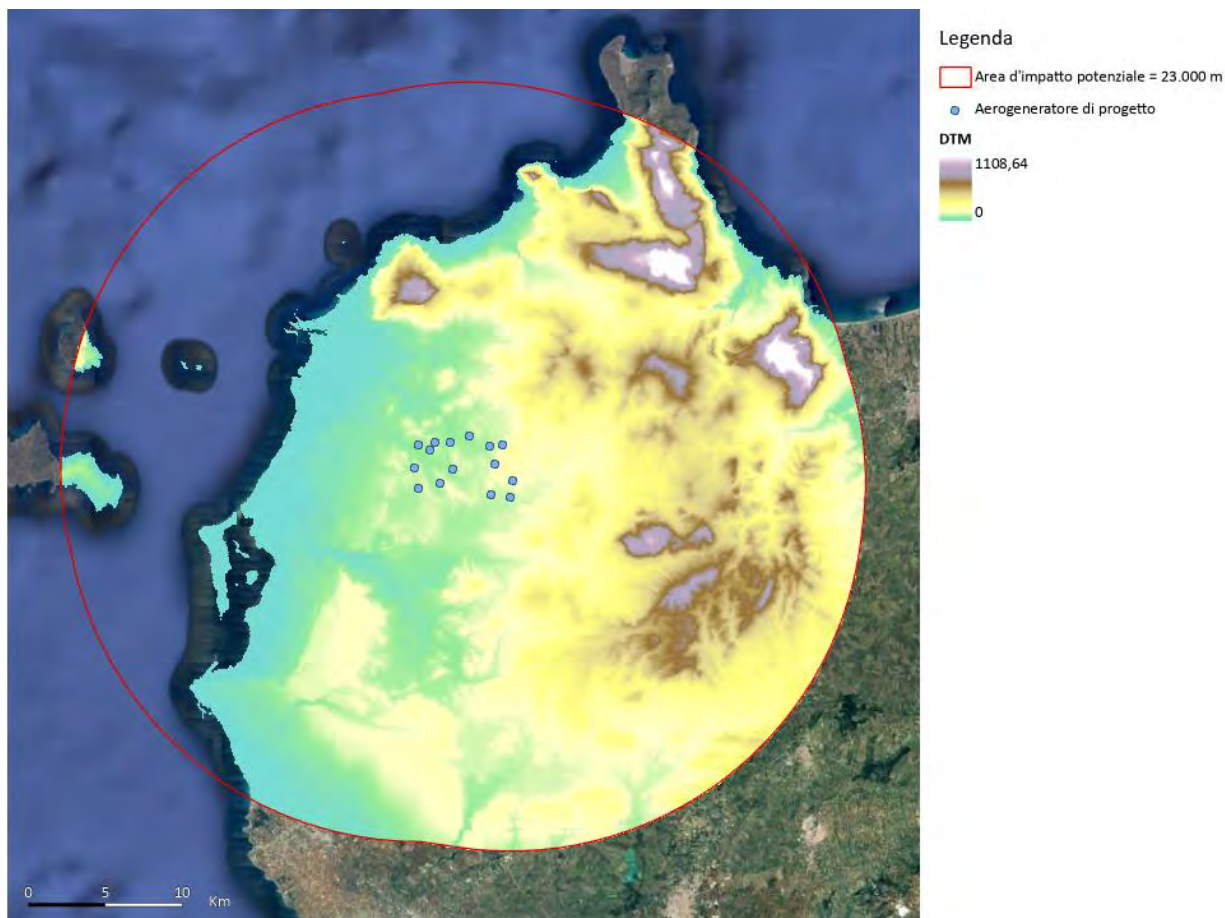 Legenda
Area d'impatto potenziale = 23.000 m
Aerogeneratore di progetto
DTM
1108,64
0
0 5 10
Km